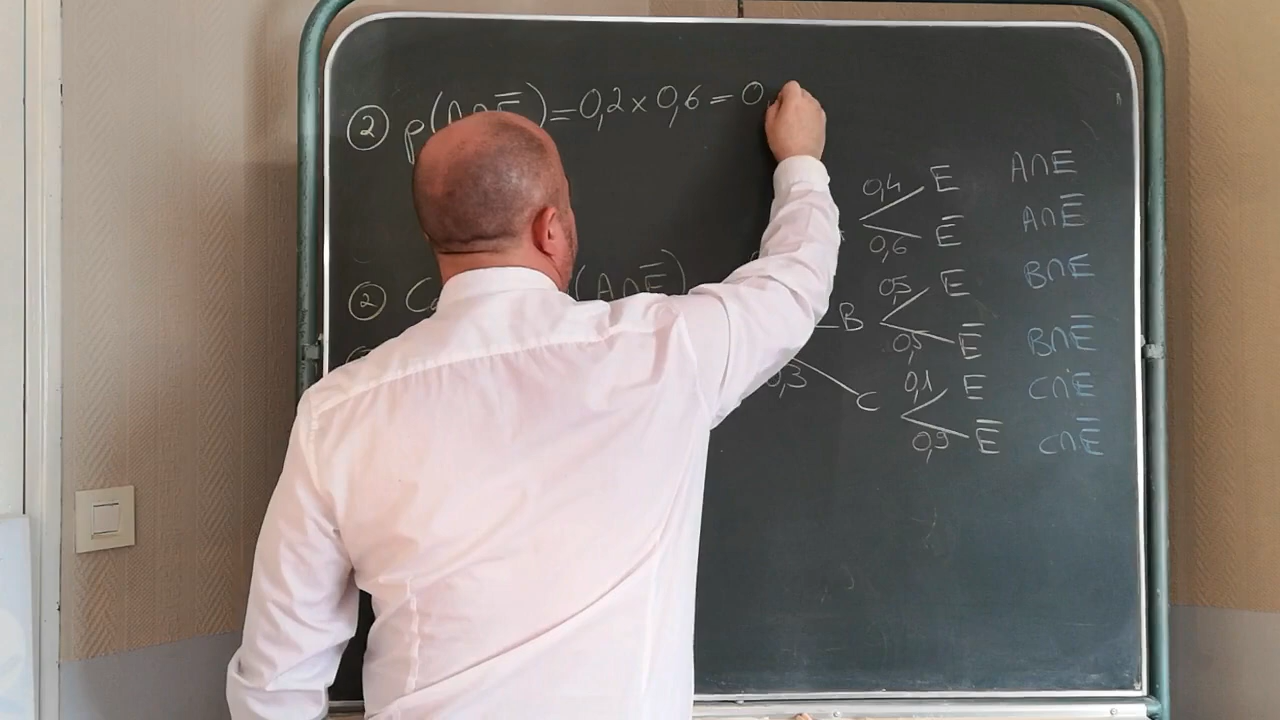 ② p(A∩E̅) = 0,2 × 0,6 = 0,
② (A∩E̅)
0,4 E A∩E
0,6 E̅ A∩E̅
0,5 E B∩E
B
0,5 E̅ B∩E̅
0,3
C
0,1 E C∩E
0,9 E̅ C∩E̅